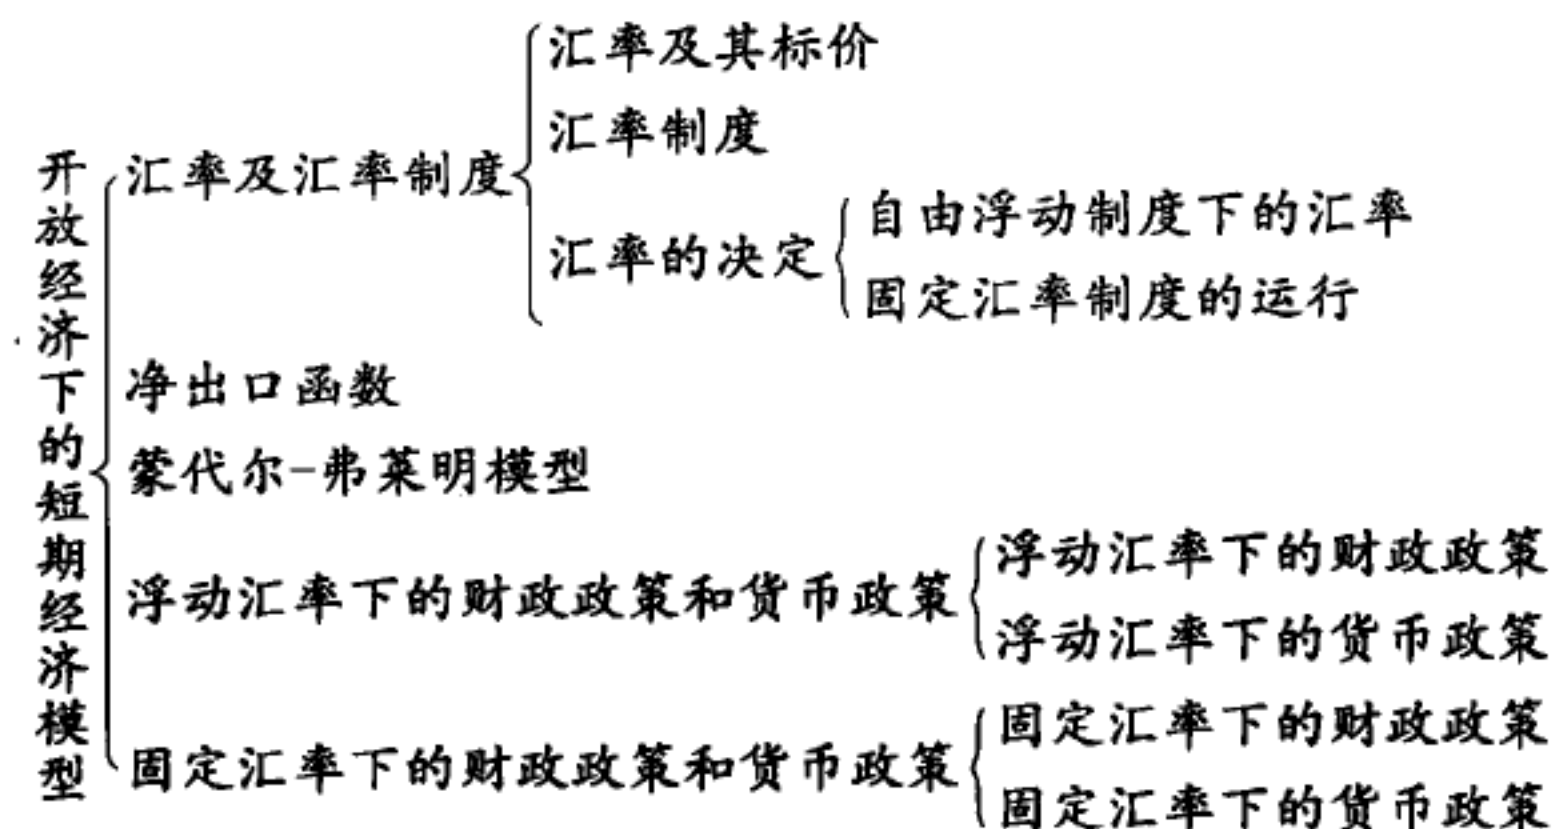 开放经济下的短期经济模型
汇率及汇率制度
汇率及其标价
汇率制度
汇率的决定
自由浮动制度下的汇率
固定汇率制度的运行
净出口函数
蒙代尔-弗莱明模型
浮动汇率下的财政政策和货币政策
浮动汇率下的财政政策
浮动汇率下的货币政策
固定汇率下的财政政策和货币政策
固定汇率下的财政政策
固定汇率下的货币政策